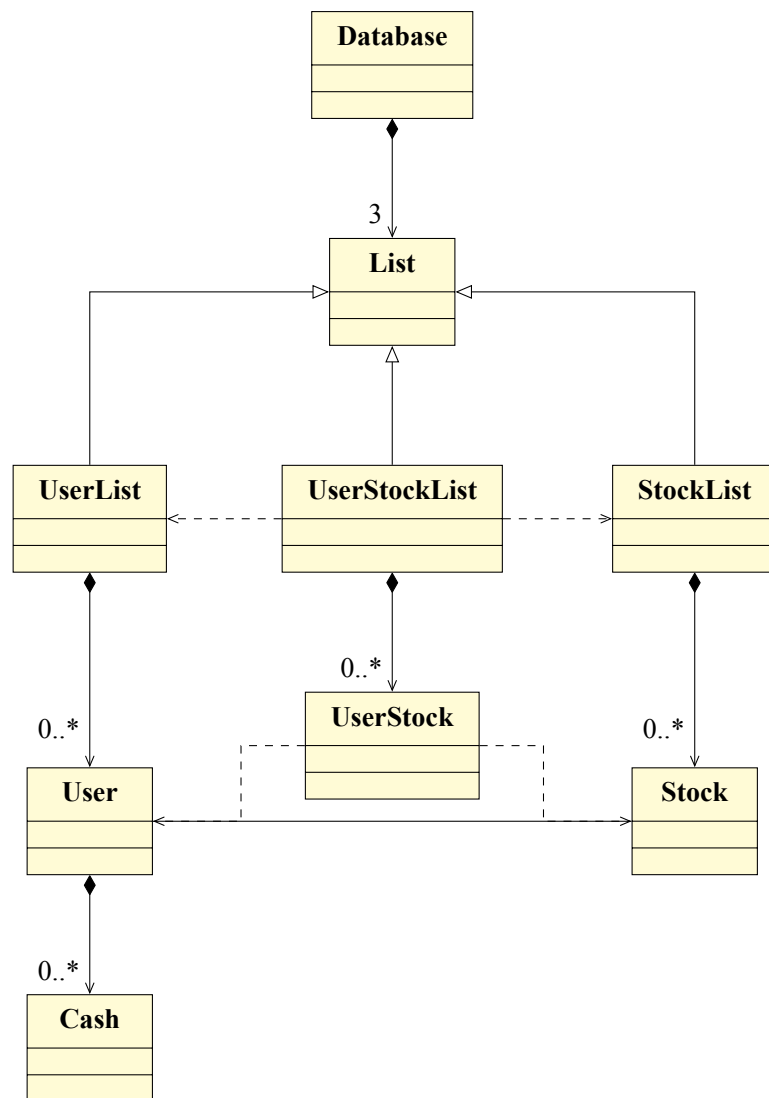 Database
3
List
UserList
UserStockList
StockList
0..*
UserStock
0..*
0..*
User
Stock
0..*
Cash